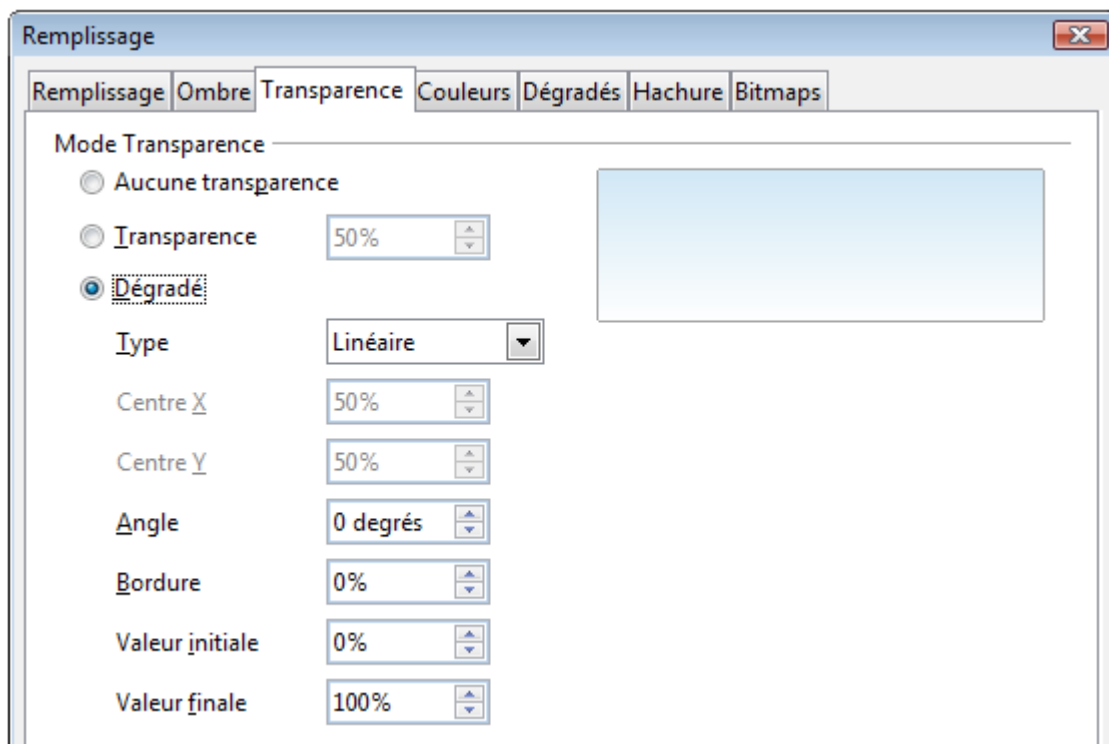 Remplissage
Remplissage Ombre Transparence Couleurs Dégradés Hachure Bitmaps
Mode Transparence
Aucune transparence
Transparence 50%
Dégradé
Type Linéaire
Centre X 50%
Centre Y 50%
Angle 0 degrés
Bordure 0%
Valeur initiale 0%
Valeur finale 100%